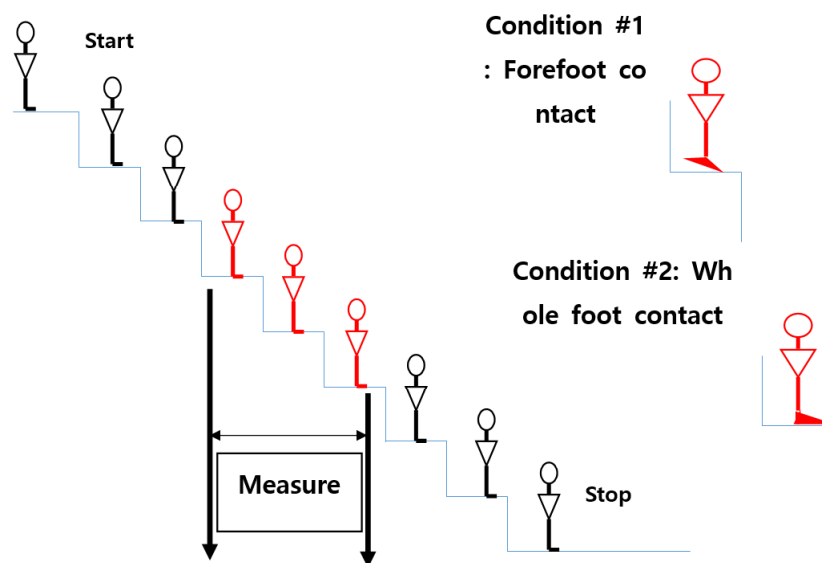 Start
Condition #1
: Forefoot co
ntact
Condition #2: Wh
ole foot contact
Measure
Stop